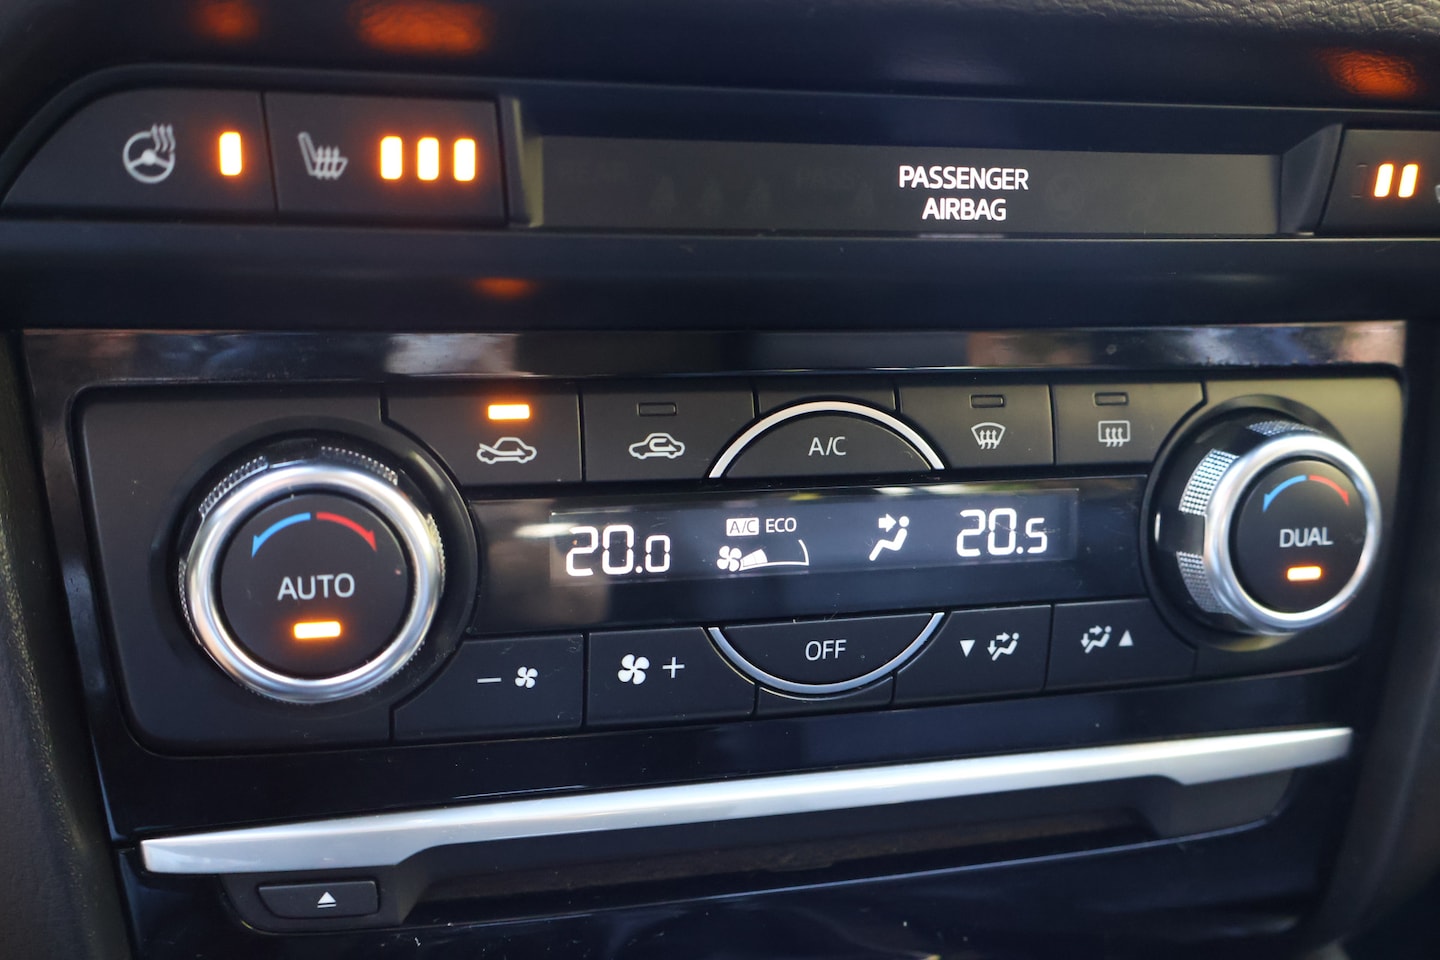 PASSENGER
AIRBAG
A/C
20.0
A/C ECO
20.5
AUTO
DUAL
OFF